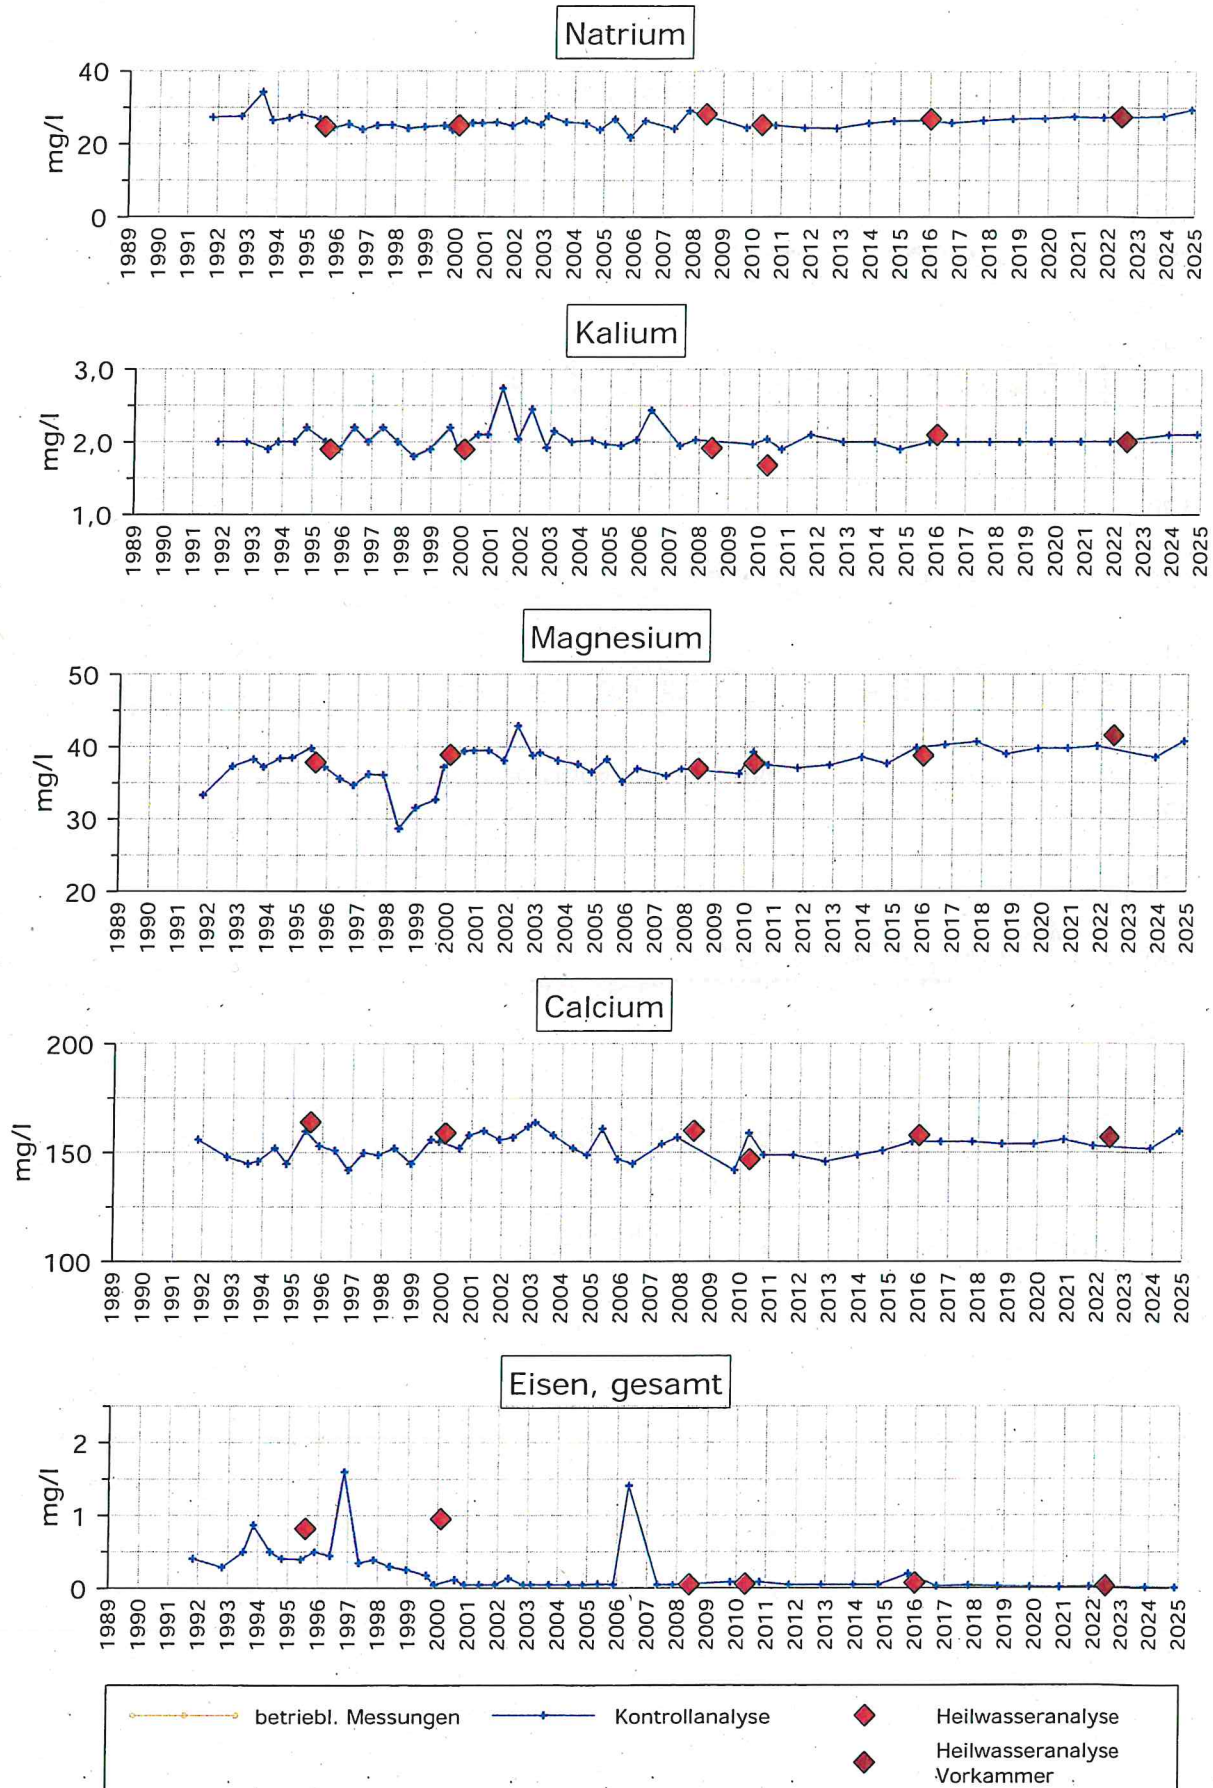 Natrium
40
20
0
mg/l
1989 1990 1991 1992 1993 1994 1995 1996 1997 1998 1999 2000 2001 2002 2003 2004 2005 2006 2007 2008 2009 2010 2011 2012 2013 2014 2015 2016 2017 2018 2019 2020 2021 2022 2023 2024 2025
Kalium
3,0
2,0
1,0
mg/l
1989 1990 1991 1992 1993 1994 1995 1996 1997 1998 1999 2000 2001 2002 2003 2004 2005 2006 2007 2008 2009 2010 2011 2012 2013 2014 2015 2016 2017 2018 2019 2020 2021 2022 2023 2024 2025
Magnesium
50
40
30
20
mg/l
1989 1990 1991 1992 1993 1994 1995 1996 1997 1998 1999 2000 2001 2002 2003 2004 2005 2006 2007 2008 2009 2010 2011 2012 2013 2014 2015 2016 2017 2018 2019 2020 2021 2022 2023 2024 2025
Calcium
200
150
100
mg/l
1989 1990 1991 1992 1993 1994 1995 1996 1997 1998 1999 2000 2001 2002 2003 2004 2005 2006 2007 2008 2009 2010 2011 2012 2013 2014 2015 2016 2017 2018 2019 2020 2021 2022 2023 2024 2025
Eisen, gesamt
2
1
0
mg/l
1989 1990 1991 1992 1993 1994 1995 1996 1997 1998 1999 2000 2001 2002 2003 2004 2005 2006 2007 2008 2009 2010 2011 2012 2013 2014 2015 2016 2017 2018 2019 2020 2021 2022 2023 2024 2025
betriebl. Messungen Kontrollanalyse Heilwasseranalyse
Heilwasseranalyse
Vorkammer